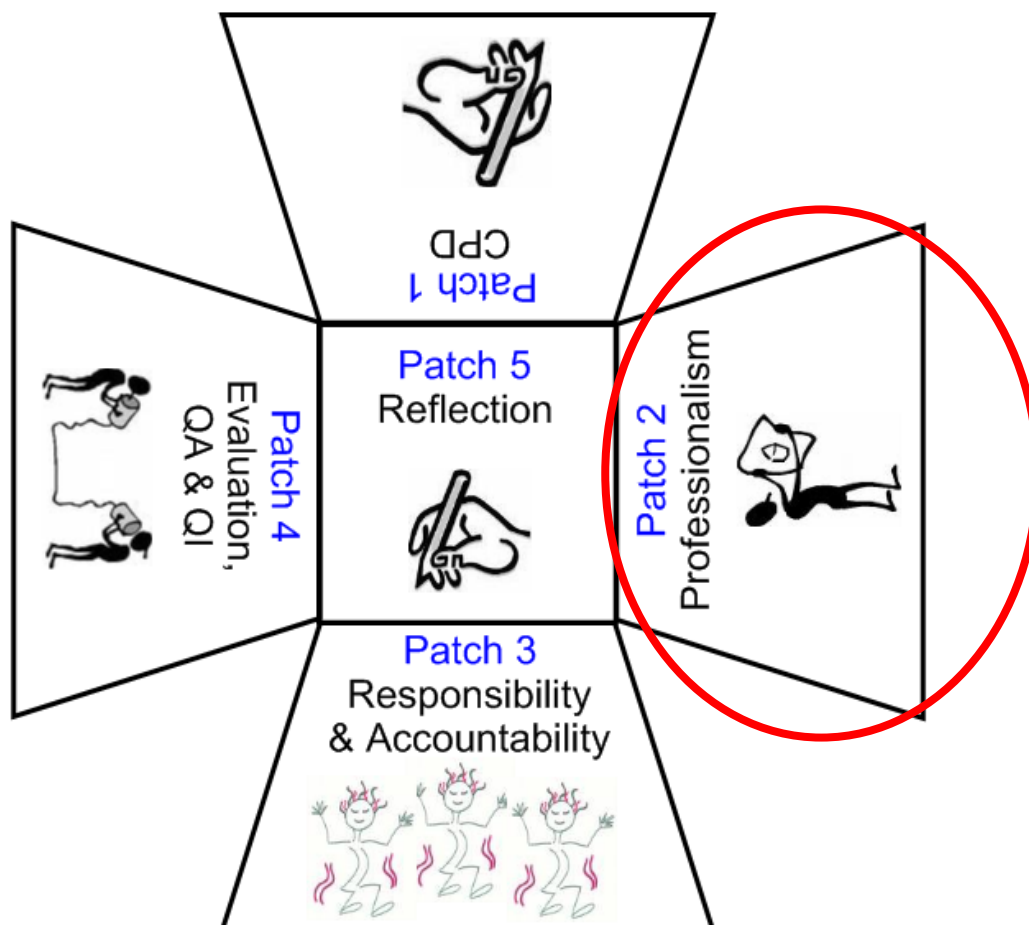 Patch 1
CPD
Patch 5
Reflection
Patch 2
Professionalism
Patch 4
Evaluation,
QA & QI
Patch 3
Responsibility
& Accountability